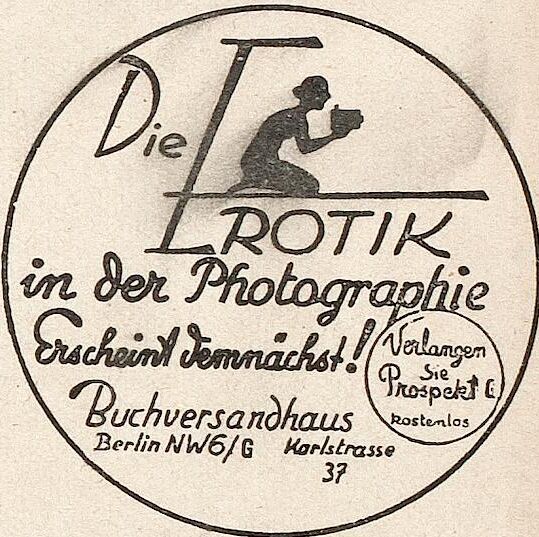 Die EROTIK
in der Photographie
Erscheint demnächst!
Verlangen
Sie
Prospekt G
kostenlos
Buchversandhaus
Berlin NW6/G Karlstrasse
37